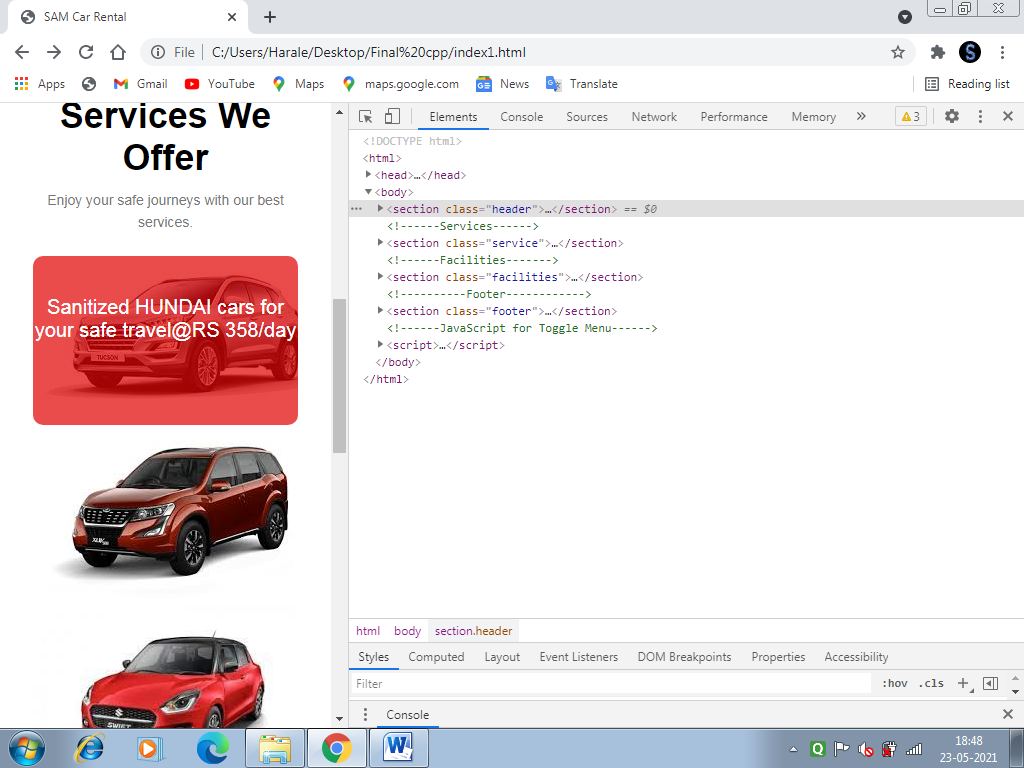 SAM Car Rental
File
C:/Users/Harale/Desktop/Final%20cpp/index1.html
S
Apps
Gmail
YouTube
Maps
maps.google.com
News
Translate
Reading list
Services We
Offer
Enjoy your safe journeys with our best
services.
Sanitized HUNDAI cars for
your safe travel@RS 358/day
TUCSON
SWIFT
Elements Console Sources Network Performance Memory » 3
<!DOCTYPE html>
<html>
<head>…</head>
<body>
<section class="header">…</section> == $0
<!------Services------>
<section class="service">…</section>
<!------Facilities------->
<section class="facilities">…</section>
<!----------Footer------------>
<section class="footer">…</section>
<!------JavaScript for Toggle Menu------>
<script>…</script>
</body>
</html>
html body section.header
Styles Computed Layout Event Listeners DOM Breakpoints Properties Accessibility
Filter
:hov .cls +
Console
18:48
23-05-2021